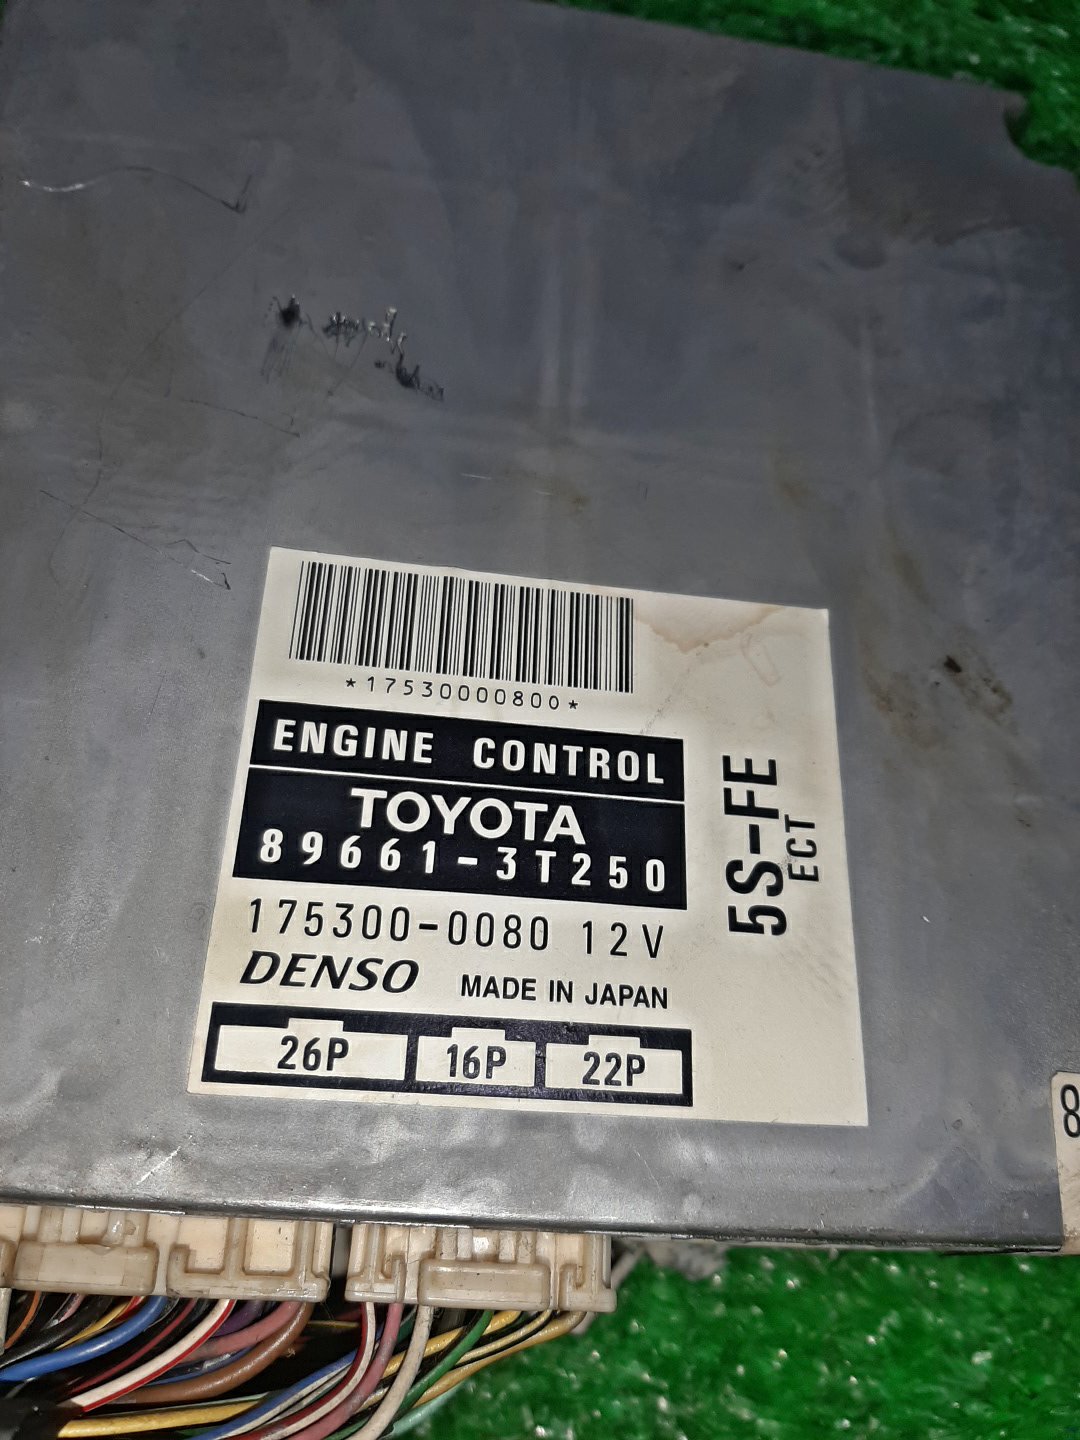 *17530000800*
ENGINE CONTROL
TOYOTA
89661-3T250
175300-0080 12V
DENSO MADE IN JAPAN
26P 16P 22P
5S-FE
ECT
8